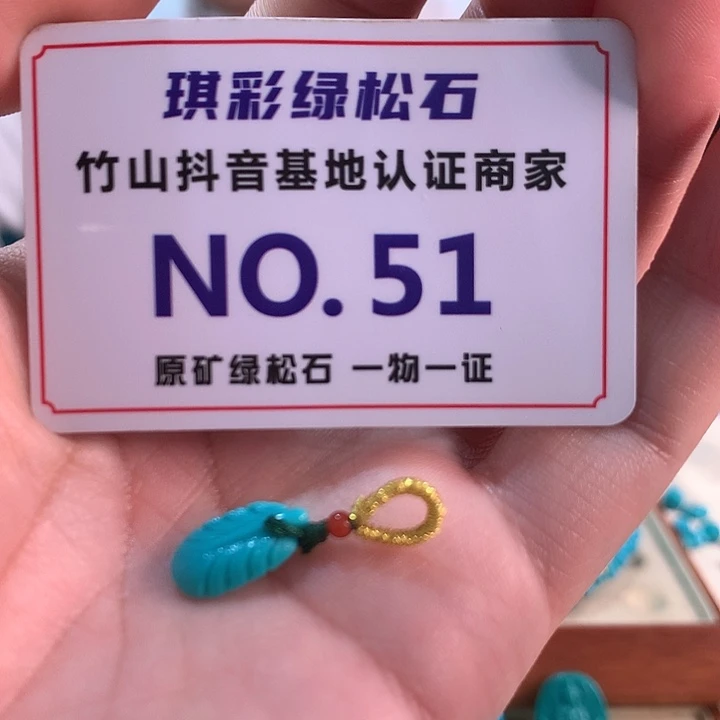 琪彩绿松石
竹山抖音基地认证商家
NO. 51
原矿绿松石 一物一证